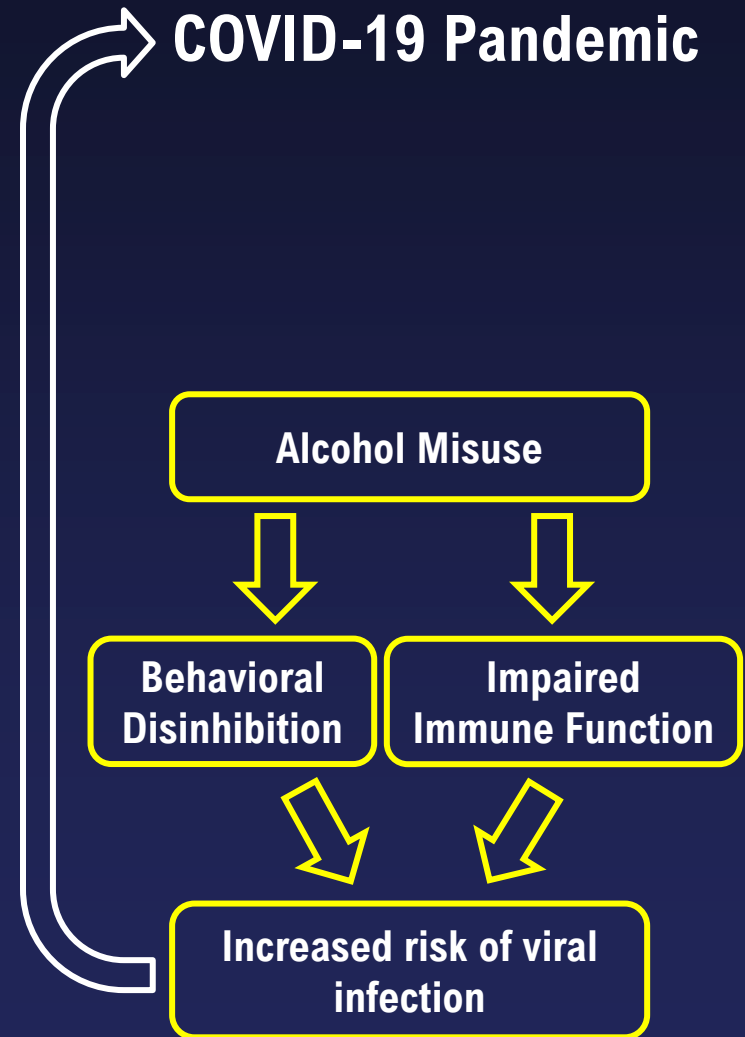 COVID-19 Pandemic
Alcohol Misuse
Behavioral
Disinhibition
Impaired
Immune Function
Increased risk of viral
infection